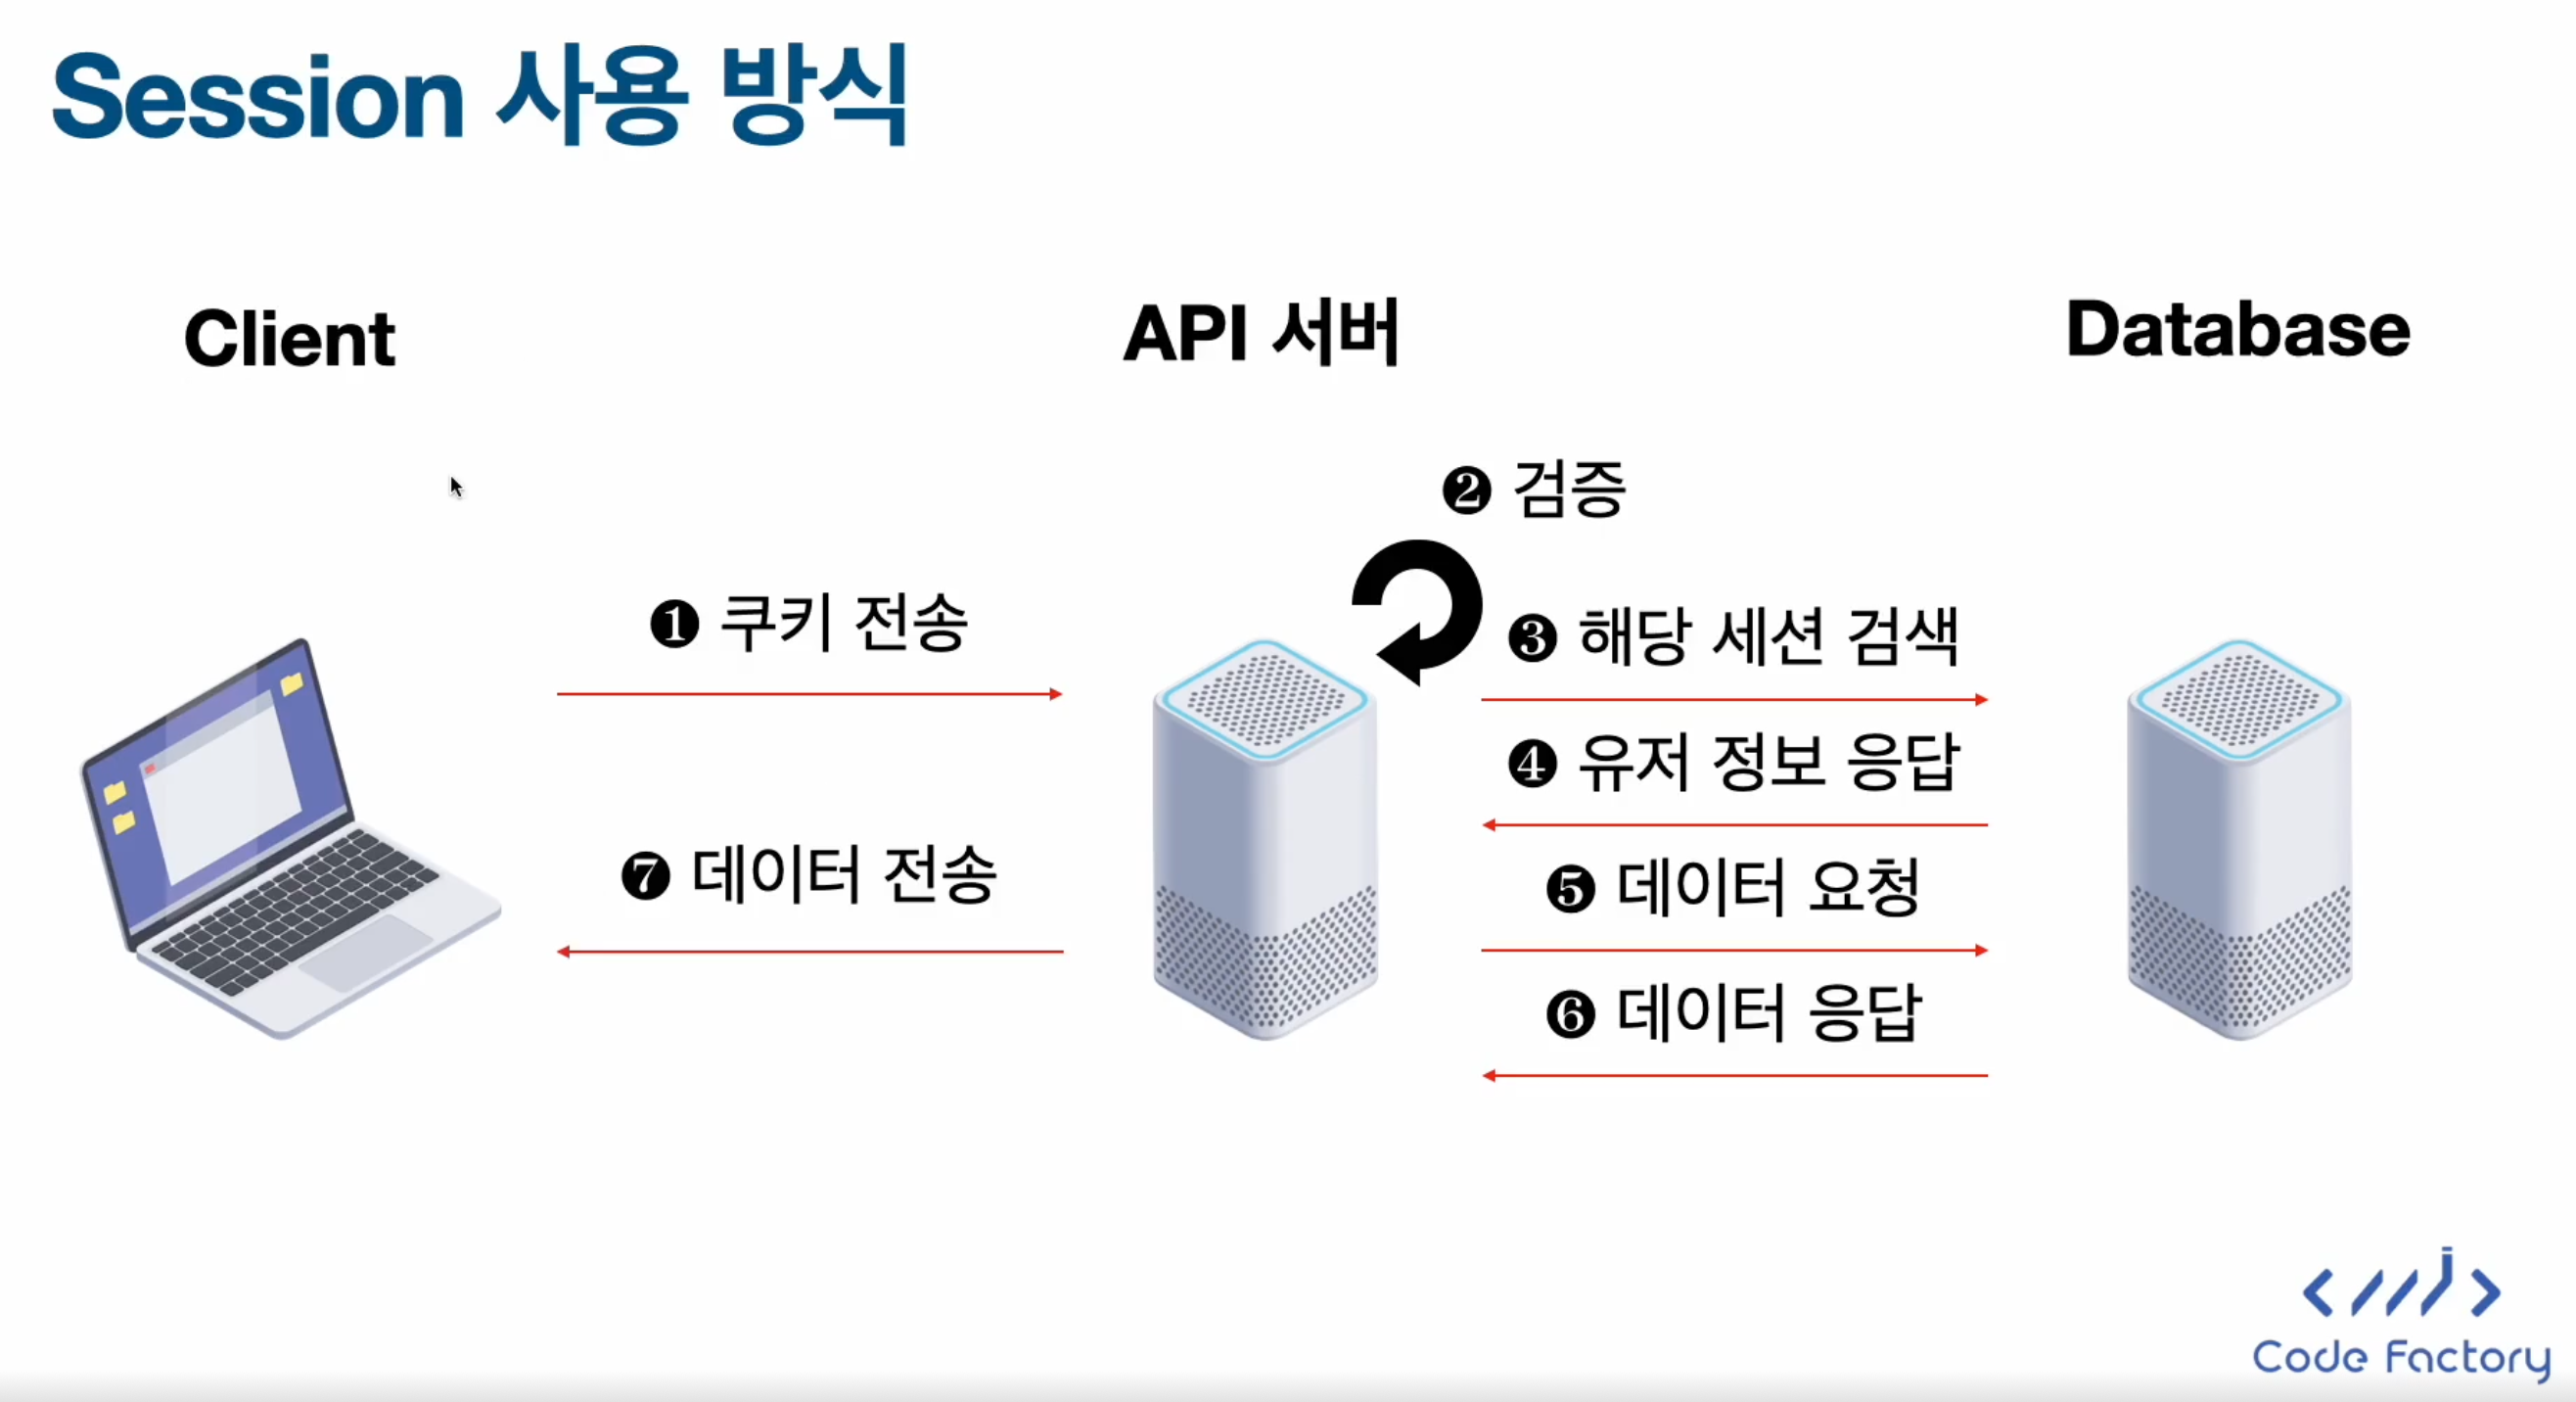 Session 사용 방식
Client
API 서버
Database
❷ 검증
❶ 쿠키 전송
❸ 해당 세션 검색
❹ 유저 정보 응답
❼ 데이터 전송
❺ 데이터 요청
❻ 데이터 응답
Code Factory